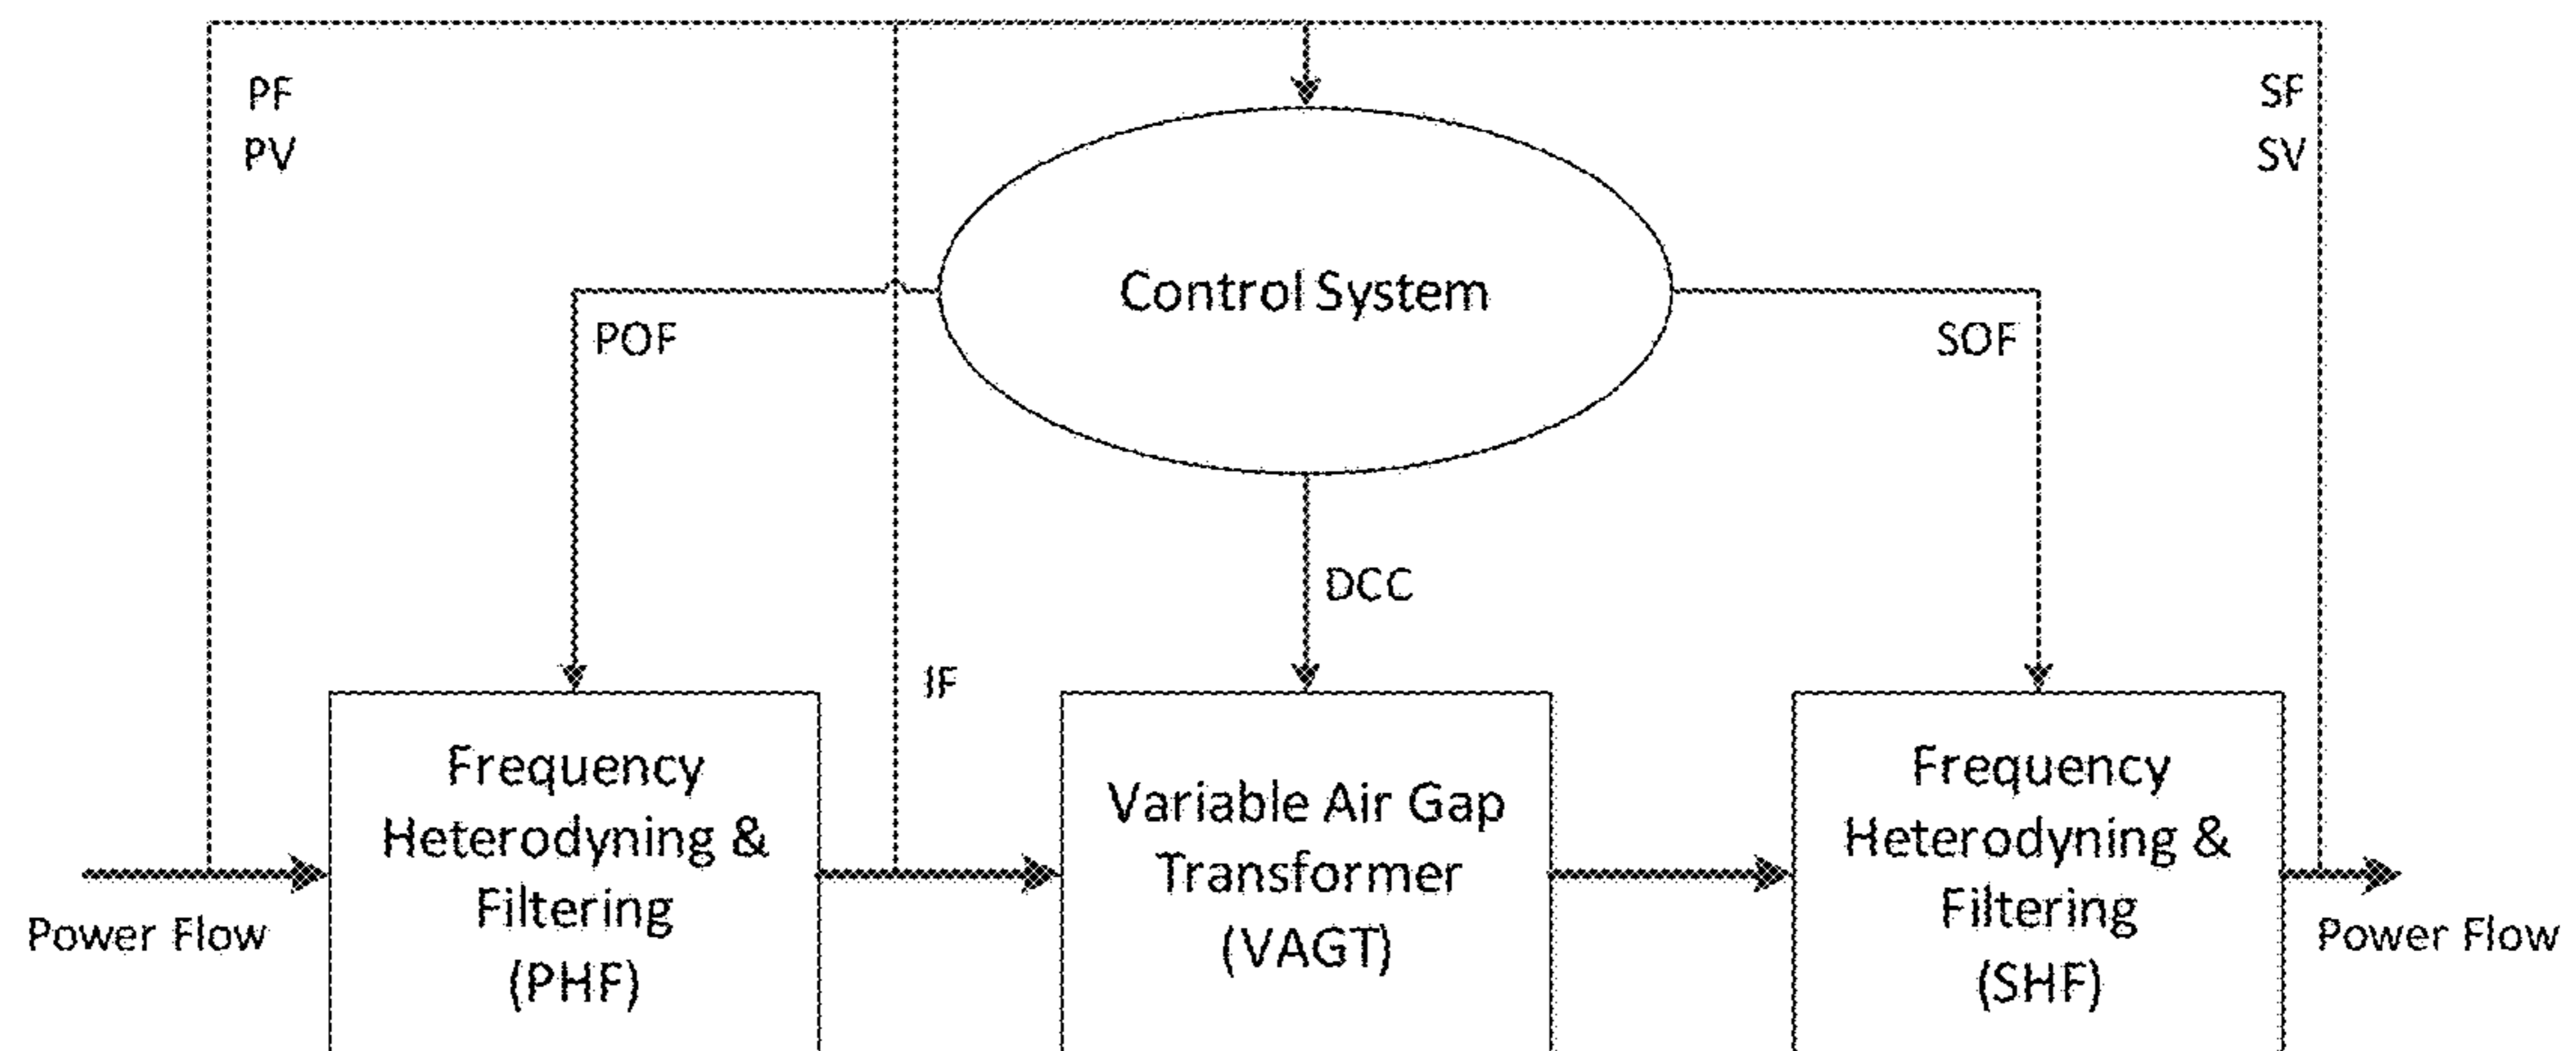 PF
PV
SF
SV
Control System
POF
SOF
DCC
IF
Frequency
Heterodyning &
Filtering
(PHF)
Variable Air Gap
Transformer
(VAGT)
Frequency
Heterodyning &
Filtering
(SHF)
Power Flow
Power Flow